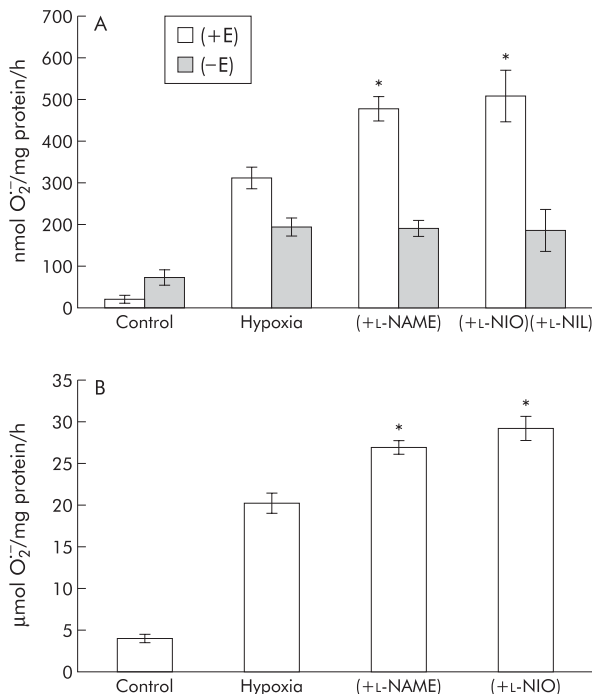 A
(+E)
(−E)
nmol O₂˙⁻/mg protein/h
700
600
500
400
300
200
100
0
*
*
Control
Hypoxia
(+L-NAME)
(+L-NIO)(+L-NIL)
B
μmol O₂˙⁻/mg protein/h
35
30
25
20
15
10
5
0
*
*
Control
Hypoxia
(+L-NAME)
(+L-NIO)